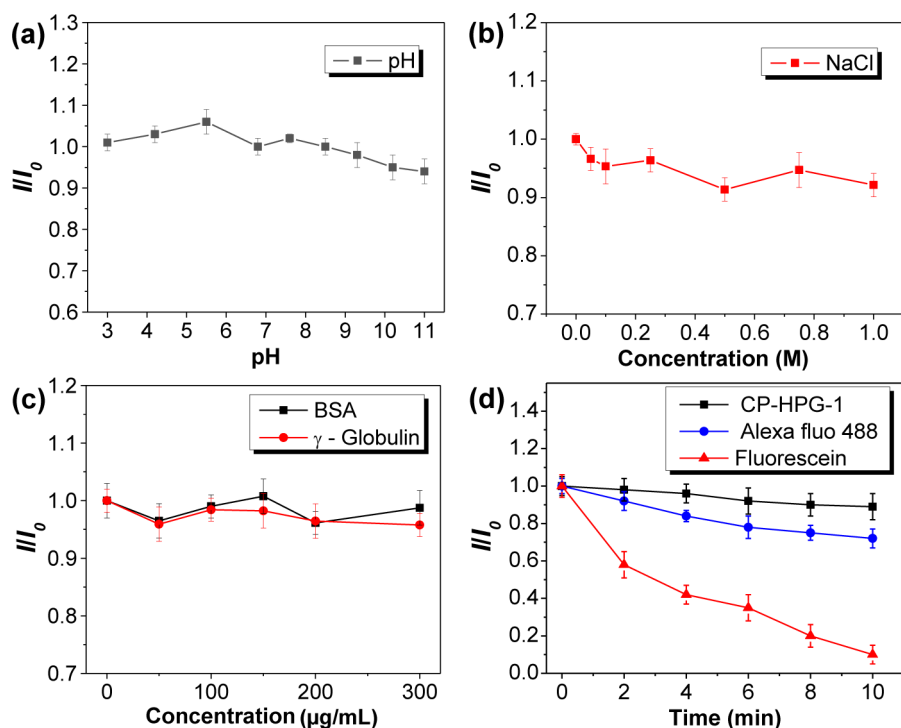 (a)
pH
1.3
1.2
1.1
1.0
0.9
0.8
0.7
0.6
I/I0
3 4 5 6 7 8 9 10 11
pH
(b)
NaCl
1.2
1.1
1.0
0.9
0.8
0.7
I/I0
0.0 0.2 0.4 0.6 0.8 1.0
Concentration (M)
(c)
BSA
γ - Globulin
1.2
1.1
1.0
0.9
0.8
0.7
I/I0
0 100 200 300
Concentration (µg/mL)
(d)
CP-HPG-1
Alexa fluo 488
Fluorescein
1.4
1.2
1.0
0.8
0.6
0.4
0.2
0.0
I/I0
0 2 4 6 8 10
Time (min)